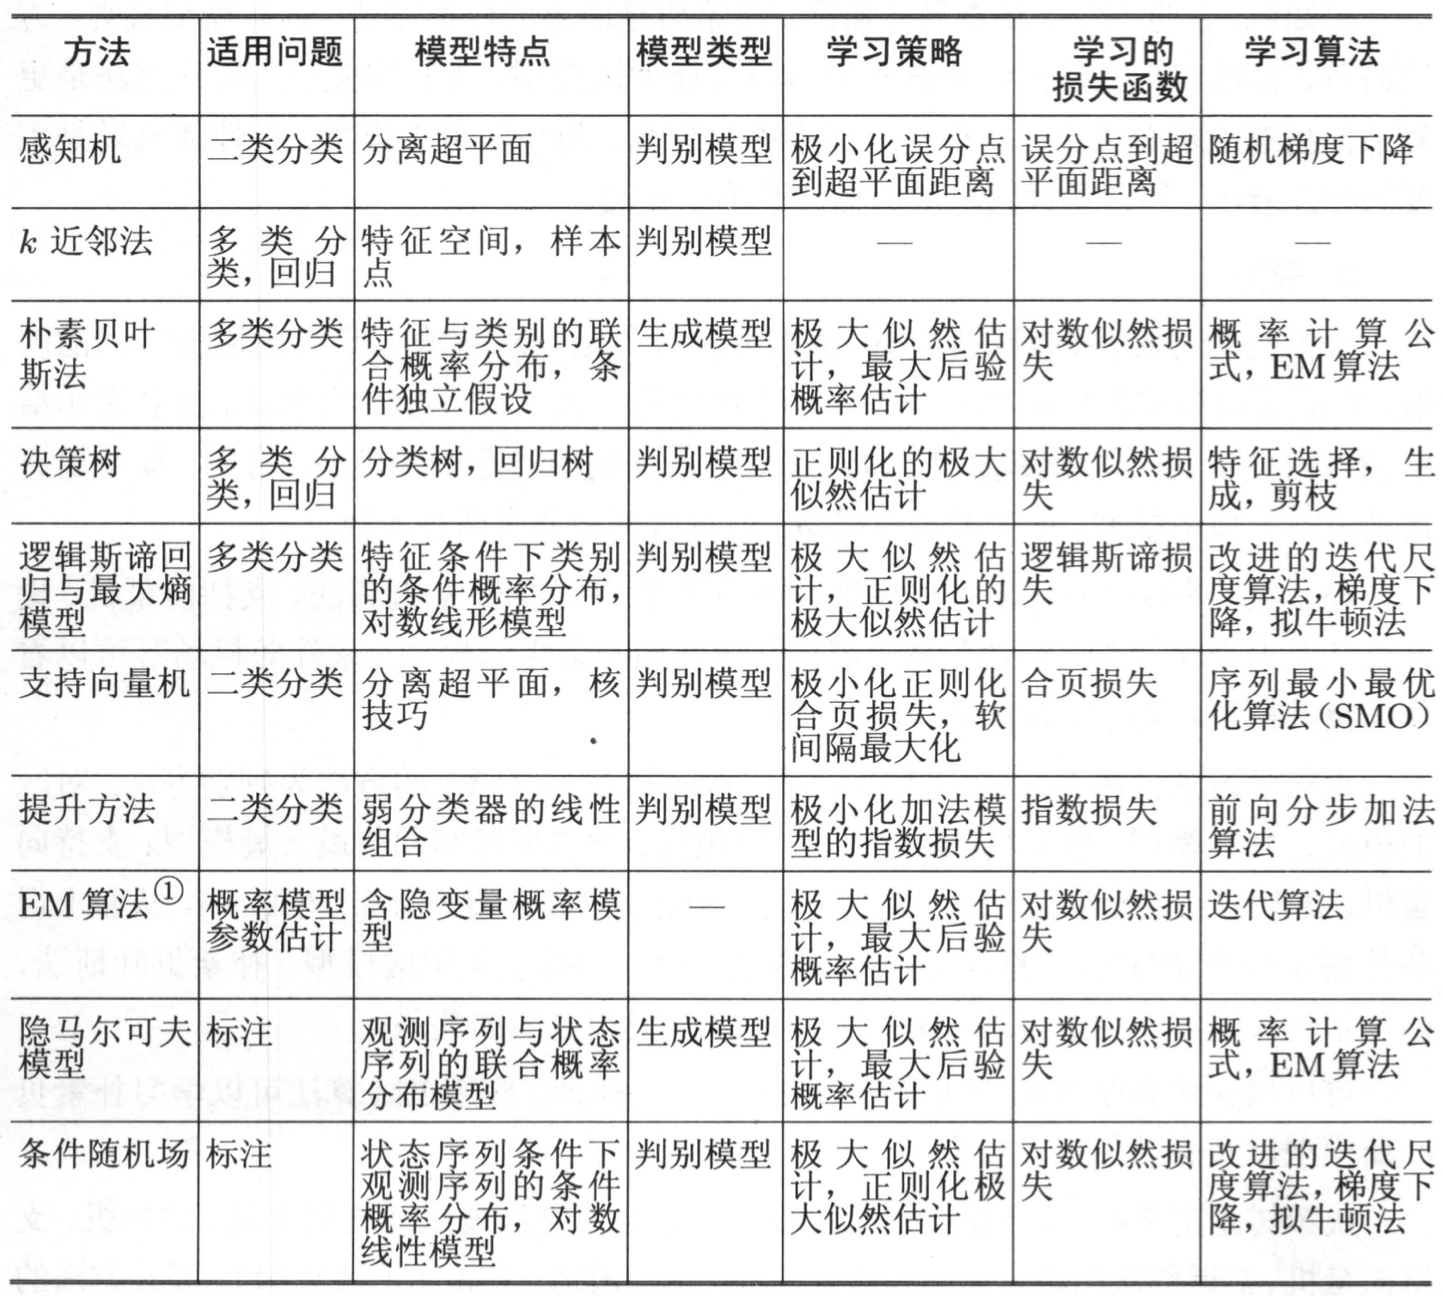 方法 适用问题 模型特点 模型类型 学习策略 学习的 学习算法
损失函数
感知机 二类分类 分离超平面 判别模型 极小化误分点 误分点到超 随机梯度下降
到超平面距离 平面距离
k 近邻法 多类分 特征空间，样本 判别模型 — — —
类，回归 点
朴素贝叶 多类分类 特征与类别的联 生成模型 极大似然估 对数似然损 概率计算公
斯法 合概率分布，条 计，最大后验 失 式，EM算法
件独立假设 概率估计
决策树 多类分 分类树，回归树 判别模型 正则化的极大 对数似然损 特征选择，生
类，回归 似然估计 失 成，剪枝
逻辑斯谛回 多类分类 特征条件下类别 判别模型 极大似然估 逻辑斯谛损 改进的迭代尺
归与最大熵 的条件概率分布， 计，正则化的 失 度算法，梯度下
模型 对数线形模型 极大似然估计 降，拟牛顿法
支持向量机 二类分类 分离超平面，核 判别模型 极小化正则化 合页损失 序列最小最优
技巧 合页损失，软 化算法（SMO）
间隔最大化
提升方法 二类分类 弱分类器的线性 判别模型 极小化加法模 指数损失 前向分步加法
组合 型的指数损失 算法
EM算法① 概率模型 含隐变量概率模 — 极大似然估 对数似然损 迭代算法
参数估计 型 计，最大后验 失
概率估计
隐马尔可夫 标注 观测序列与状态 生成模型 极大似然估 对数似然损 概率计算公
模型 序列的联合概率 计，最大后验 失 式，EM算法
分布模型 概率估计
条件随机场 标注 状态序列条件下 判别模型 极大似然估 对数似然损 改进的迭代尺
观测序列的条件 计，正则化极 失 度算法，梯度下
概率分布，对数 大似然估计 降，拟牛顿法
线性模型